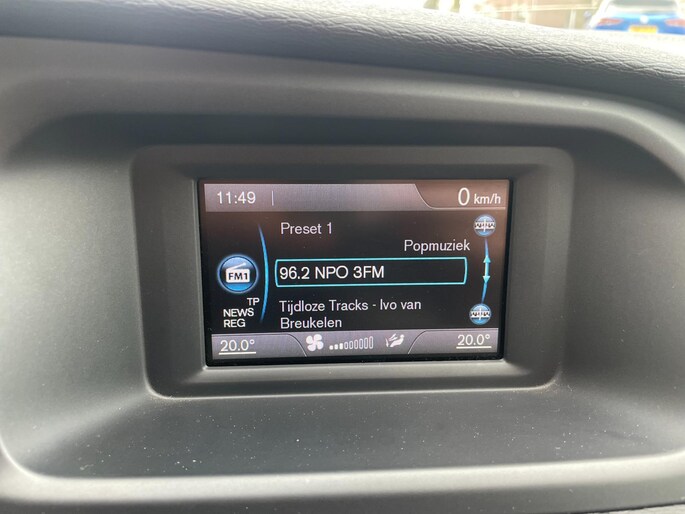 11:49
0 km/h
Preset 1
Popmuziek
FM1
96.2 NPO 3FM
TP
NEWS
REG
Tijdloze Tracks - Ivo van
Breukelen
20.0°
20.0°